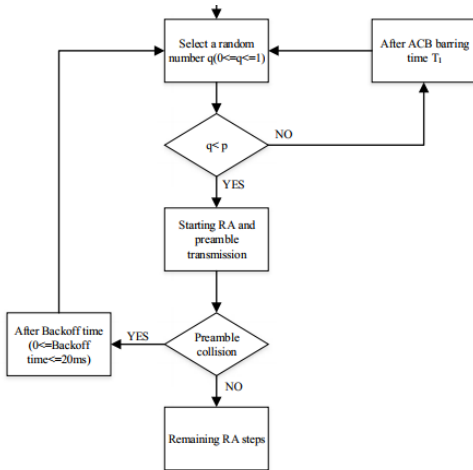 Select a random
number q(0<=q<=1)
After ACB barring
time T₁
q< p
NO
YES
Starting RA and
preamble
transmission
After Backoff time
(0<=Backoff
time<=20ms)
YES
Preamble
collision
NO
Remaining RA steps